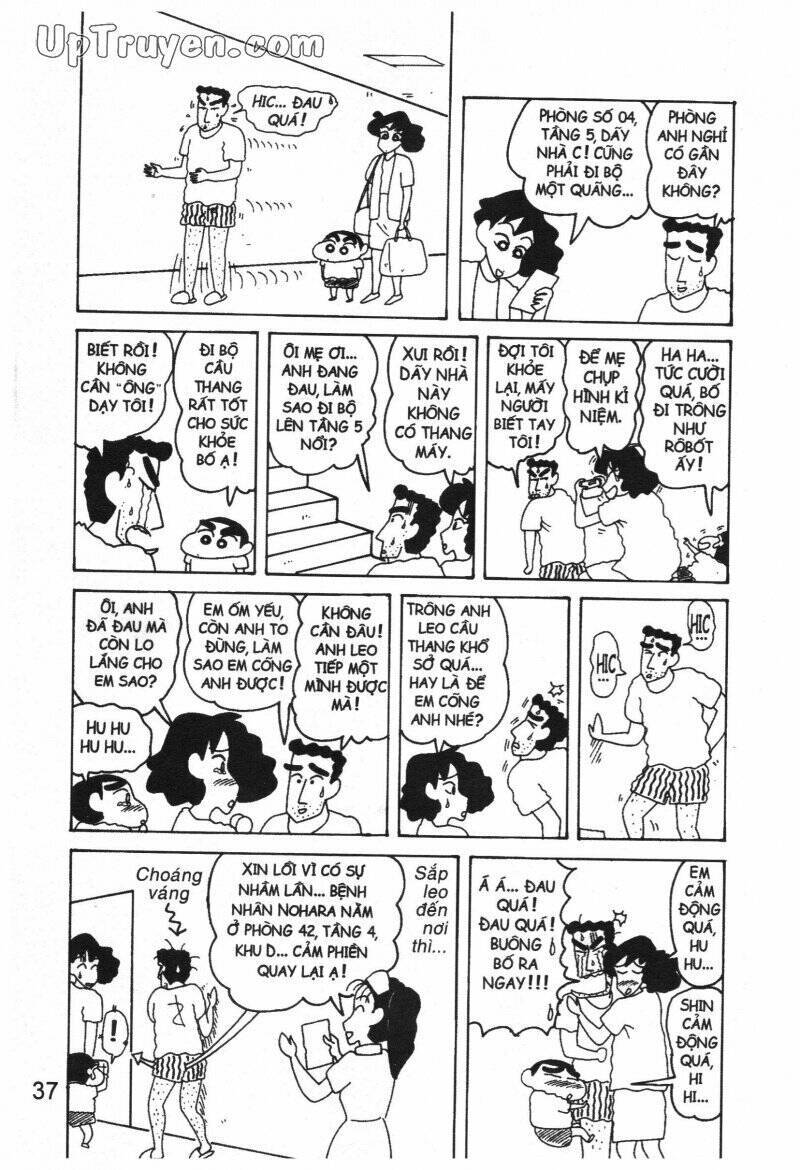 UpTruyen.com
PHÒNG
ANH NGHỈ
CÓ GẦN
ĐÂY
KHÔNG?
PHÒNG SỐ 04,
TẦNG 5, DÃY
NHÀ C! CŨNG
PHẢI ĐI BỘ
MỘT QUÃNG...
HIC... ĐAU
QUÁ!
HA HA...
TỨC CƯỜI
QUÁ, BỐ
ĐI TRÔNG
NHƯ
RÔBỐT
ẤY!
ĐỂ MẸ
CHỤP
HÌNH KỈ
NIỆM.
ĐỢI TÔI
KHỎE
LẠI, MẤY
NGƯỜI
BIẾT TAY
TÔI!
XUI RỒI!
DÃY NHÀ
NÀY
KHÔNG
CÓ THANG
MÁY.
ÔI MẸ ƠI...
ANH ĐANG
ĐAU, LÀM
SAO ĐI BỘ
LÊN TẦNG 5
NỔI?
ĐI BỘ
CẦU
THANG
RẤT TỐT
CHO SỨC
KHỎE
BỐ Ạ!
BIẾT RỒI!
KHÔNG
CẦN “ÔNG”
DẠY TÔI!
HIC
...
HIC
...
TRÔNG ANH
LEO CẦU
THANG KHỔ
SỞ QUÁ...
HAY LÀ ĐỂ
EM CÕNG
ANH NHÉ?
KHÔNG
CẦN ĐÂU!
ANH LEO
TIẾP MỘT
MÌNH ĐƯỢC
MÀ!
EM ỐM YẾU,
CÒN ANH TO
ĐÙNG, LÀM
SAO EM CÕNG
ANH ĐƯỢC!
ÔI, ANH
ĐÃ ĐAU MÀ
CÒN LO
LẮNG CHO
EM SAO?
HU HU
HU HU...
EM
CẢM
ĐỘNG
QUÁ,
HU
HU...
SHIN
CẢM
ĐỘNG
QUÁ,
HI
HI...
Á Á... ĐAU
QUÁ!
ĐAU QUÁ!
BUÔNG
BỐ RA
NGAY!!!
Sắp
leo
đến
nơi
thì...
XIN LỖI VÌ CÓ SỰ
NHẦM LẪN... BỆNH
NHÂN NOHARA NẰM
Ở PHÒNG 42, TẦNG 4,
KHU D... CẢM PHIỀN
QUAY LẠI Ạ!
Choáng
váng
!
37